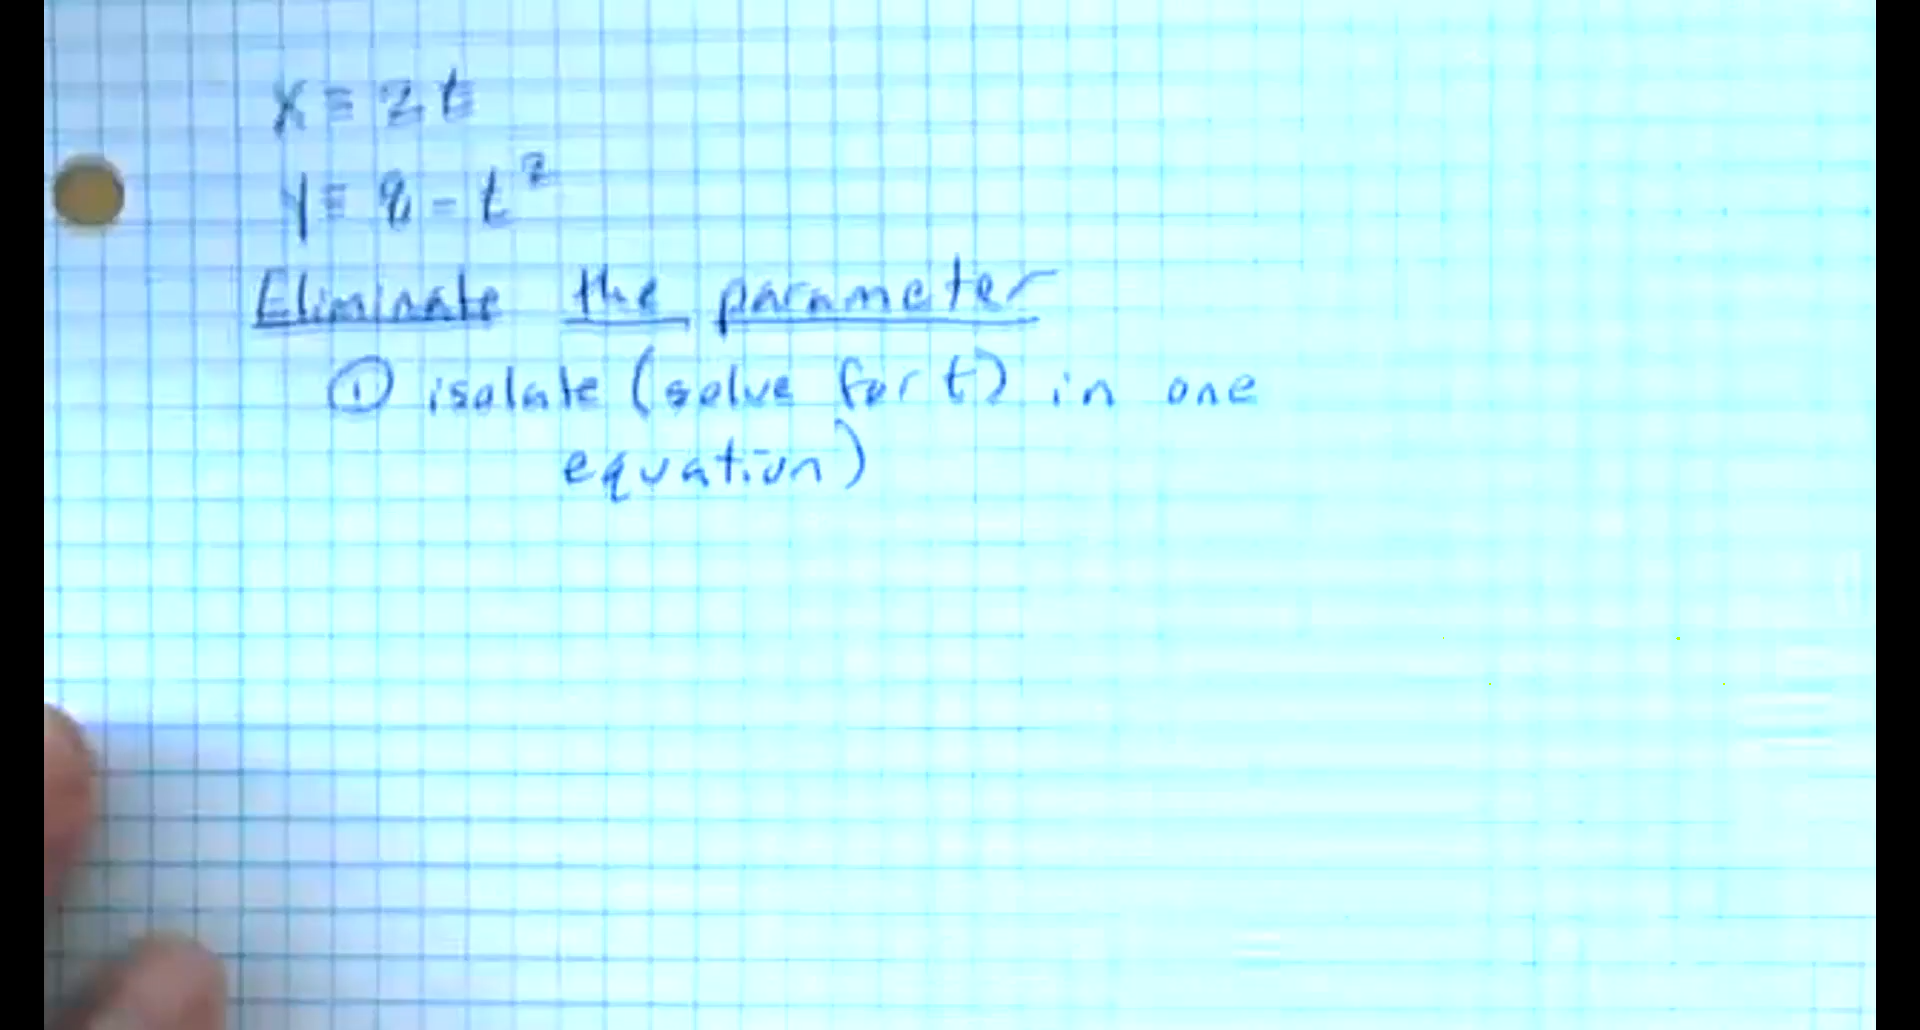 x = 2t
y = 8 - t²
Eliminate the parameter
① isolate (solve for t) in one
equation)